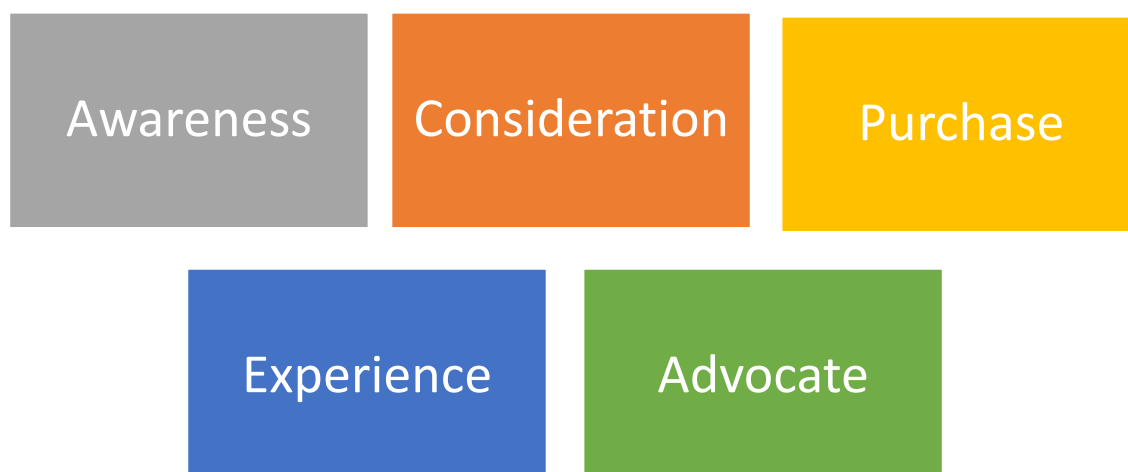 Awareness
Consideration
Purchase
Experience
Advocate